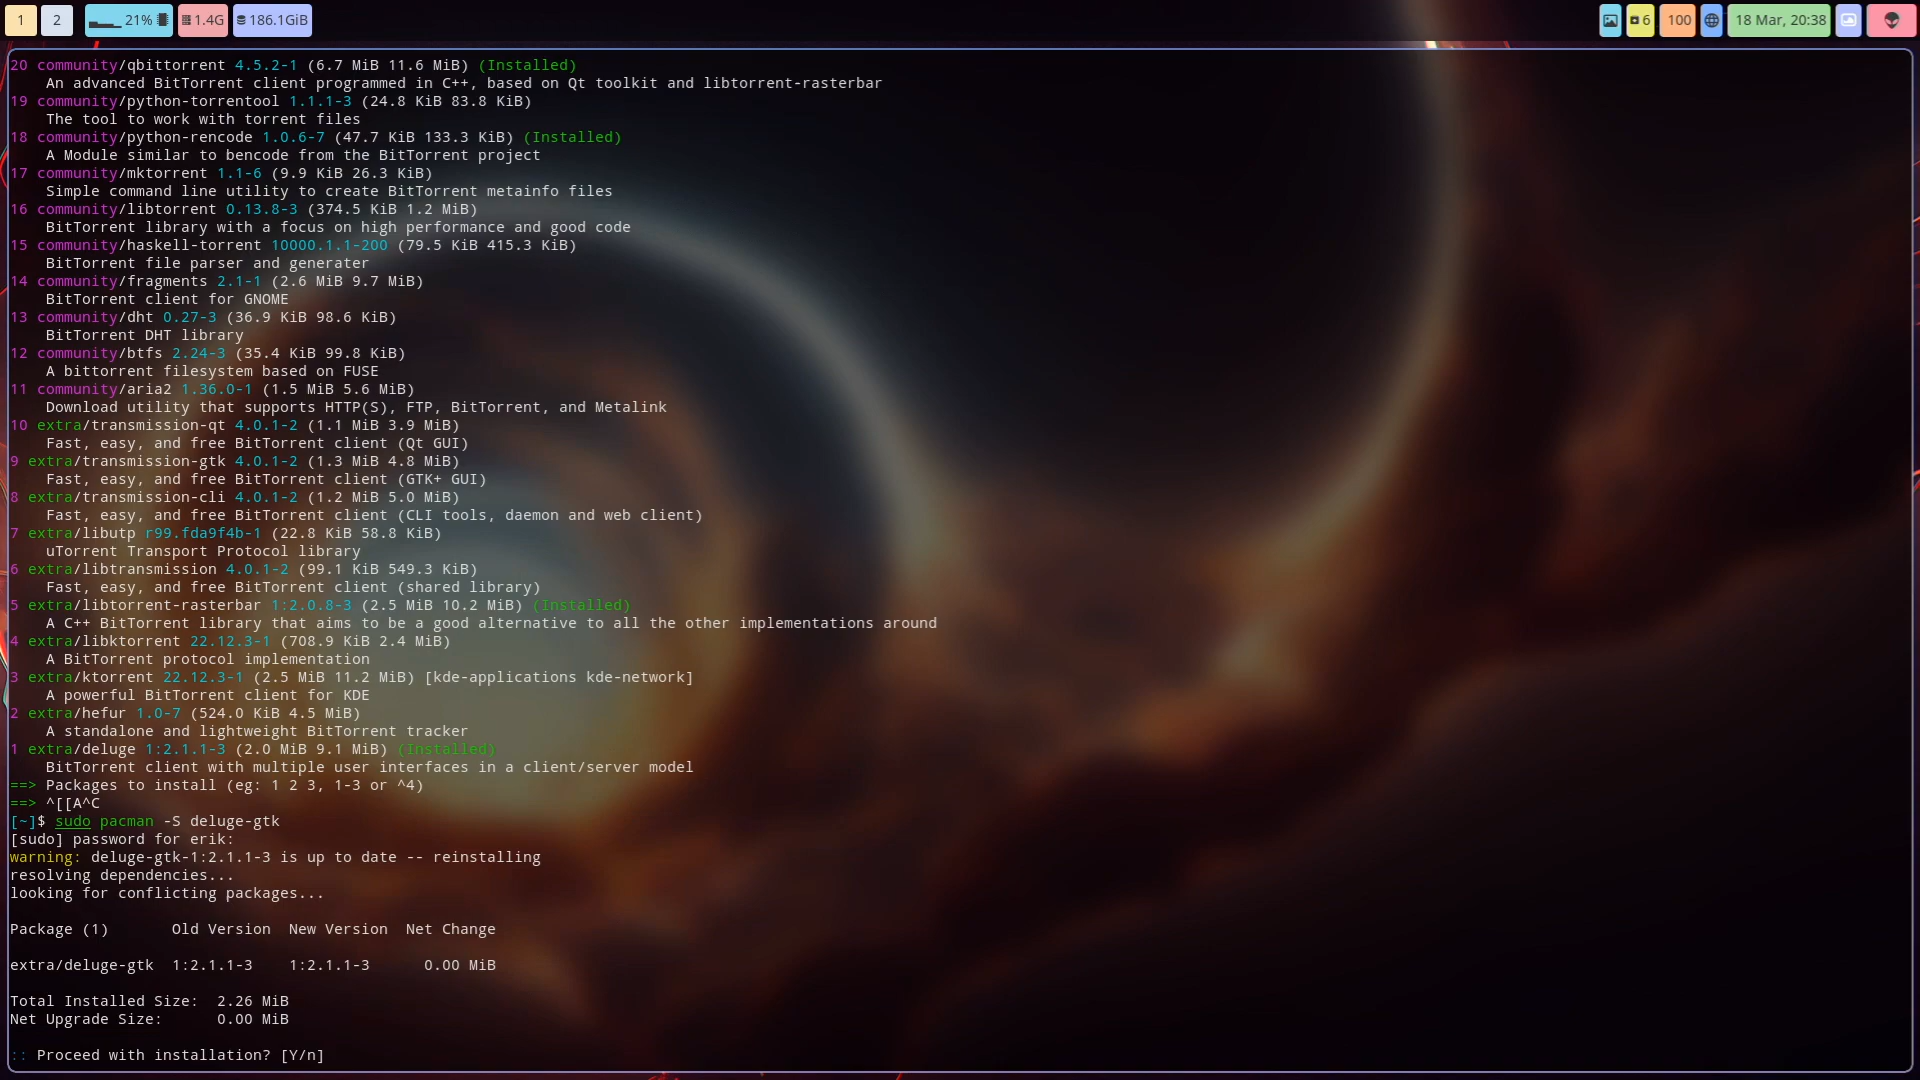 1 2 21% 1.4G 186.1GiB 6 100 18 Mar, 20:38
20 community/qbittorrent 4.5.2-1 (6.7 MiB 11.6 MiB) (Installed)
An advanced BitTorrent client programmed in C++, based on Qt toolkit and libtorrent-rasterbar
19 community/python-torrentool 1.1.1-3 (24.8 KiB 83.8 KiB)
The tool to work with torrent files
18 community/python-rencode 1.0.6-7 (47.7 KiB 133.3 KiB) (Installed)
A Module similar to bencode from the BitTorrent project
17 community/mktorrent 1.1-6 (9.9 KiB 26.3 KiB)
Simple command line utility to create BitTorrent metainfo files
16 community/libtorrent 0.13.8-3 (374.5 KiB 1.2 MiB)
BitTorrent library with a focus on high performance and good code
15 community/haskell-torrent 10000.1.1-200 (79.5 KiB 415.3 KiB)
BitTorrent file parser and generater
14 community/fragments 2.1-1 (2.6 MiB 9.7 MiB)
BitTorrent client for GNOME
13 community/dht 0.27-3 (36.9 KiB 98.6 KiB)
BitTorrent DHT library
12 community/btfs 2.24-3 (35.4 KiB 99.8 KiB)
A bittorrent filesystem based on FUSE
11 community/aria2 1.36.0-1 (1.5 MiB 5.6 MiB)
Download utility that supports HTTP(S), FTP, BitTorrent, and Metalink
10 extra/transmission-qt 4.0.1-2 (1.1 MiB 3.9 MiB)
Fast, easy, and free BitTorrent client (Qt GUI)
9 extra/transmission-gtk 4.0.1-2 (1.3 MiB 4.8 MiB)
Fast, easy, and free BitTorrent client (GTK+ GUI)
8 extra/transmission-cli 4.0.1-2 (1.2 MiB 5.0 MiB)
Fast, easy, and free BitTorrent client (CLI tools, daemon and web client)
7 extra/libutp r99.fda9f4b-1 (22.8 KiB 58.8 KiB)
uTorrent Transport Protocol library
6 extra/libtransmission 4.0.1-2 (99.1 KiB 549.3 KiB)
Fast, easy, and free BitTorrent client (shared library)
5 extra/libtorrent-rasterbar 1:2.0.8-3 (2.5 MiB 10.2 MiB) (Installed)
A C++ BitTorrent library that aims to be a good alternative to all the other implementations around
4 extra/libktorrent 22.12.3-1 (708.9 KiB 2.4 MiB)
A BitTorrent protocol implementation
3 extra/ktorrent 22.12.3-1 (2.5 MiB 11.2 MiB) [kde-applications kde-network]
A powerful BitTorrent client for KDE
2 extra/hefur 1.0-7 (524.0 KiB 4.5 MiB)
A standalone and lightweight BitTorrent tracker
1 extra/deluge 1:2.1.1-3 (2.0 MiB 9.1 MiB) (Installed)
BitTorrent client with multiple user interfaces in a client/server model
==> Packages to install (eg: 1 2 3, 1-3 or ^4)
==> ^[[A^C
[~]$ sudo pacman -S deluge-gtk
[sudo] password for erik:
warning: deluge-gtk-1:2.1.1-3 is up to date -- reinstalling
resolving dependencies...
looking for conflicting packages...
Package (1) Old Version New Version Net Change
extra/deluge-gtk 1:2.1.1-3 1:2.1.1-3 0.00 MiB
Total Installed Size: 2.26 MiB
Net Upgrade Size: 0.00 MiB
:: Proceed with installation? [Y/n]